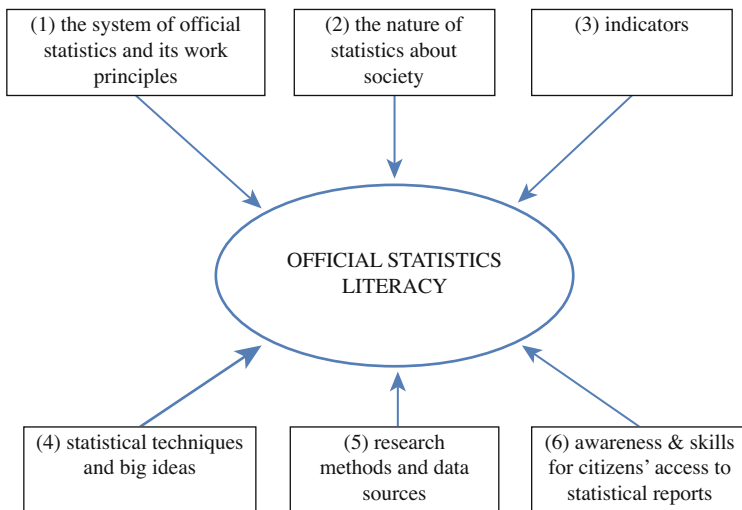 (1) the system of official
statistics and its work
principles
(2) the nature of
statistics about
society
(3) indicators
OFFICIAL STATISTICS
LITERACY
(4) statistical techniques
and big ideas
(5) research
methods and data
sources
(6) awareness & skills
for citizens’ access to
statistical reports